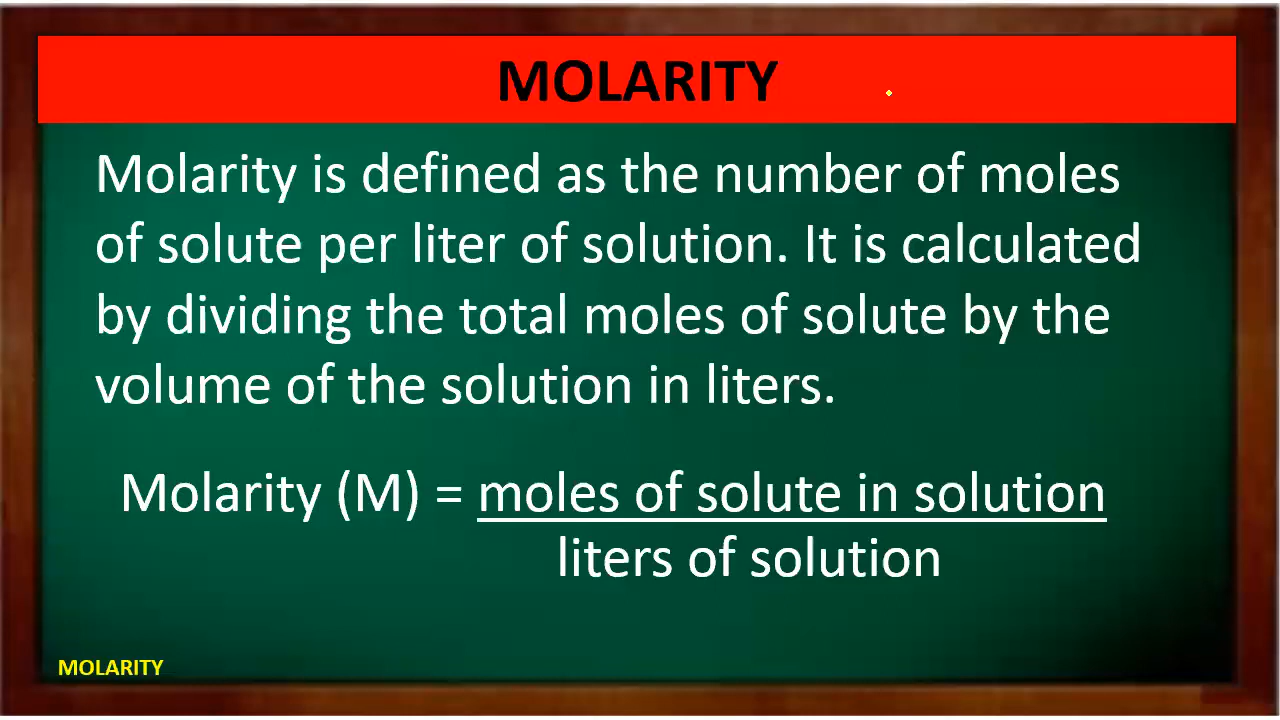 MOLARITY
Molarity is defined as the number of moles
of solute per liter of solution. It is calculated
by dividing the total moles of solute by the
volume of the solution in liters.
Molarity (M) = moles of solute in solution
liters of solution
MOLARITY